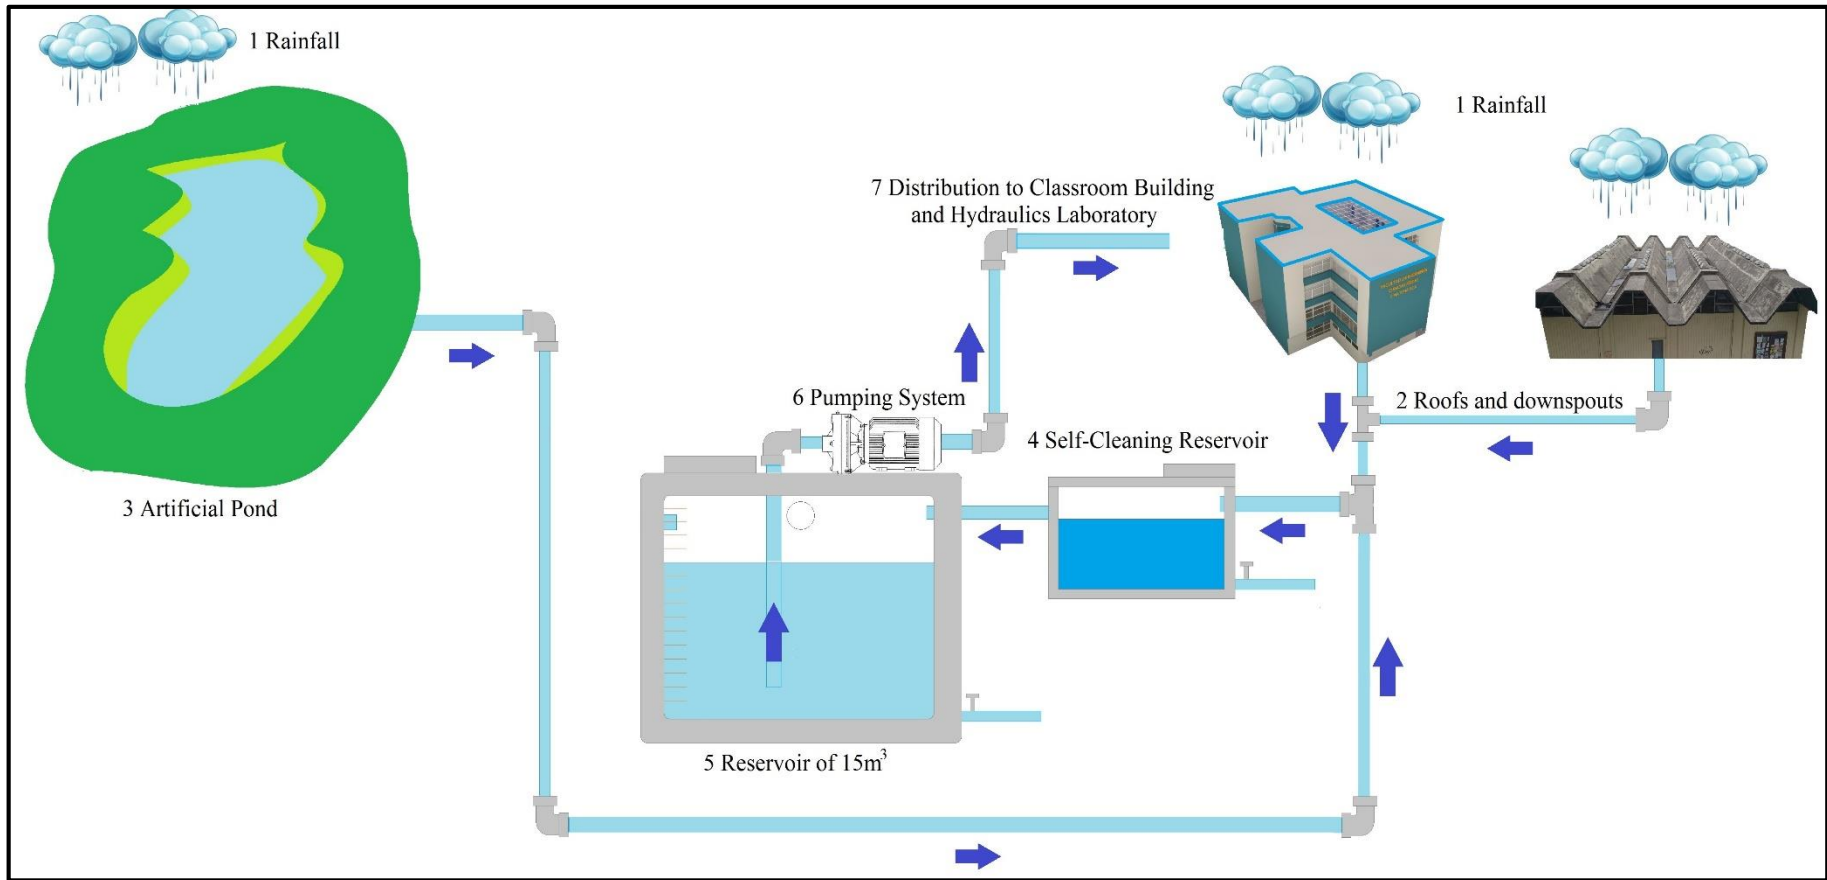 1 Rainfall
1 Rainfall
7 Distribution to Classroom Building
and Hydraulics Laboratory
6 Pumping System
2 Roofs and downspouts
4 Self-Cleaning Reservoir
3 Artificial Pond
5 Reservoir of 15m³